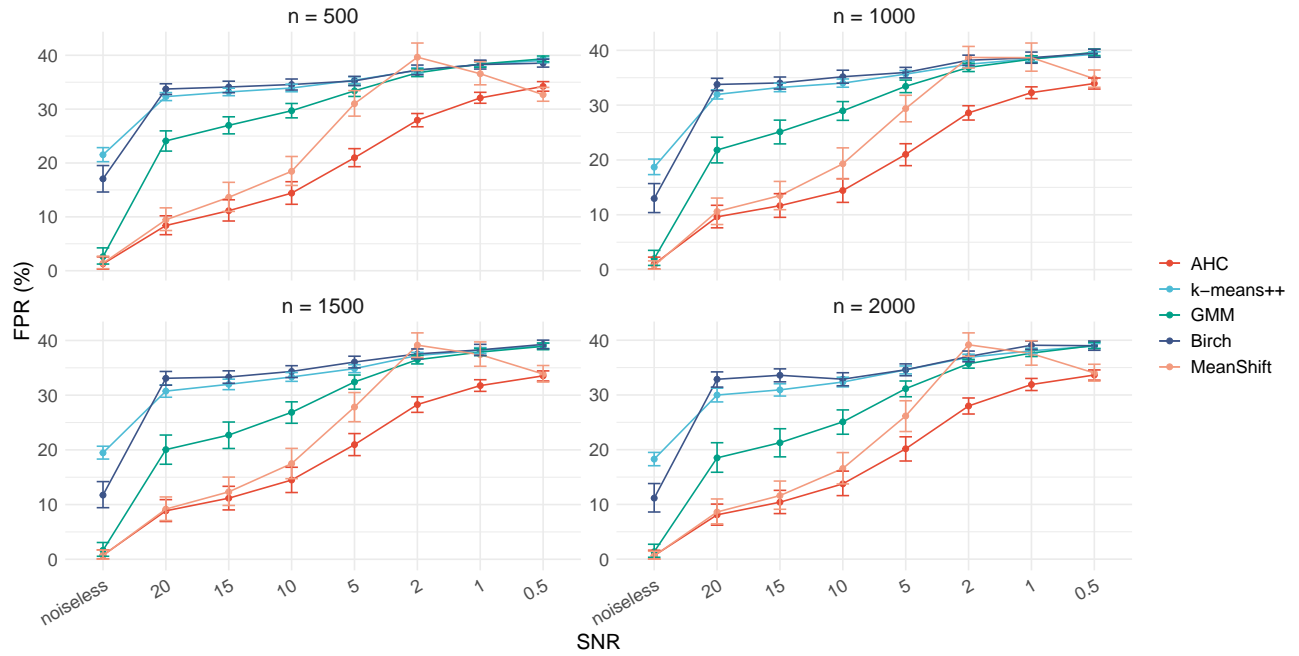 n = 500
n = 1000
40
30
20
10
0
40
30
20
10
0
n = 1500
n = 2000
40
30
20
10
0
40
30
20
10
0
noiseless
20
15
10
5
2
1
0.5
noiseless
20
15
10
5
2
1
0.5
FPR (%)
SNR
AHC
k−means++
GMM
Birch
MeanShift